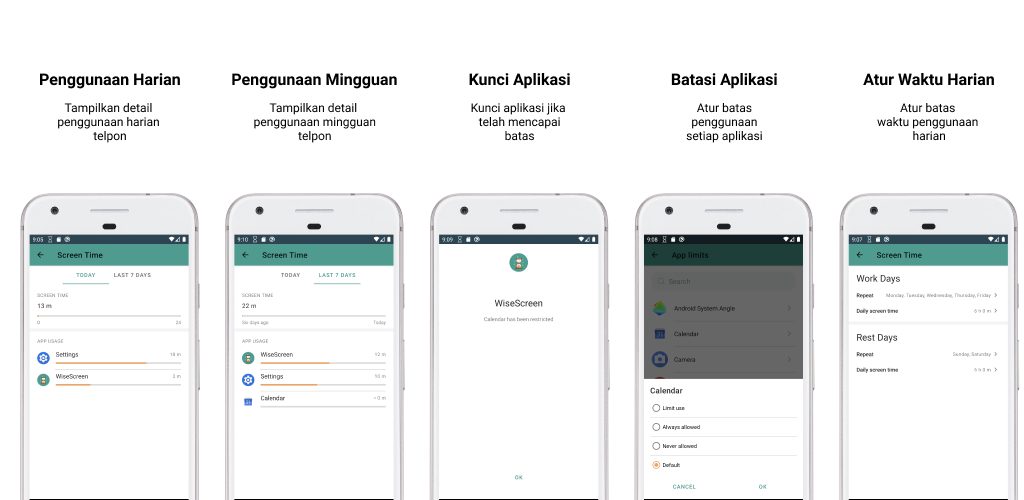 Penggunaan Harian
Tampilkan detail
penggunaan harian
telpon
9:05
Screen Time
TODAY
LAST 7 DAYS
SCREEN TIME
13 m
0
24
APP USAGE
Settings
10 m
WiseScreen
3 m
Penggunaan Mingguan
Tampilkan detail
penggunaan mingguan
telpon
9:10
Screen Time
TODAY
LAST 7 DAYS
SCREEN TIME
22 m
Six days ago
Today
APP USAGE
WiseScreen
12 m
Settings
10 m
Calendar
Kunci Aplikasi
Kunci aplikasi jika
telah mencapai
batas
9:09
WiseScreen
Calendar has been restricted
OK
Batasi Aplikasi
Atur batas
penggunaan
setiap aplikasi
9:08
App limits
Search
Android System Angle
Calendar
Camera
Calendar
Limit use
Always allowed
Never allowed
Default
CANCEL
OK
Atur Waktu Harian
Atur batas
waktu penggunaan
harian
9:07
Screen Time
Work Days
Repeat
Monday, Tuesday, Wednesday, Thursday, Friday
Daily screen time
6 h 0 m
Rest Days
Repeat
Sunday, Saturday
Daily screen time
6 h 0 m